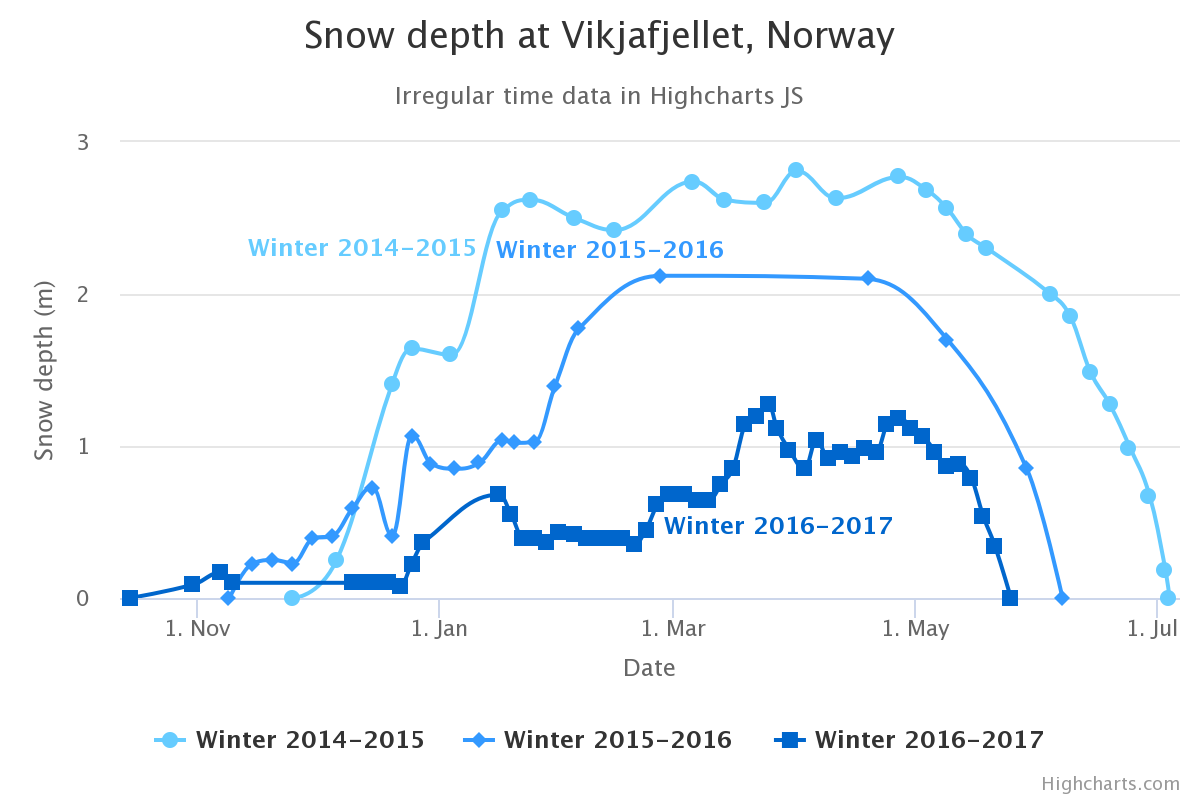 Snow depth at Vikjafjellet, Norway
Irregular time data in Highcharts JS
Snow depth (m)
3
2
1
0
Winter 2014-2015
Winter 2015-2016
Winter 2016-2017
1. Nov
1. Jan
1. Mar
1. May
1. Jul
Date
Winter 2014-2015
Winter 2015-2016
Winter 2016-2017
Highcharts.com